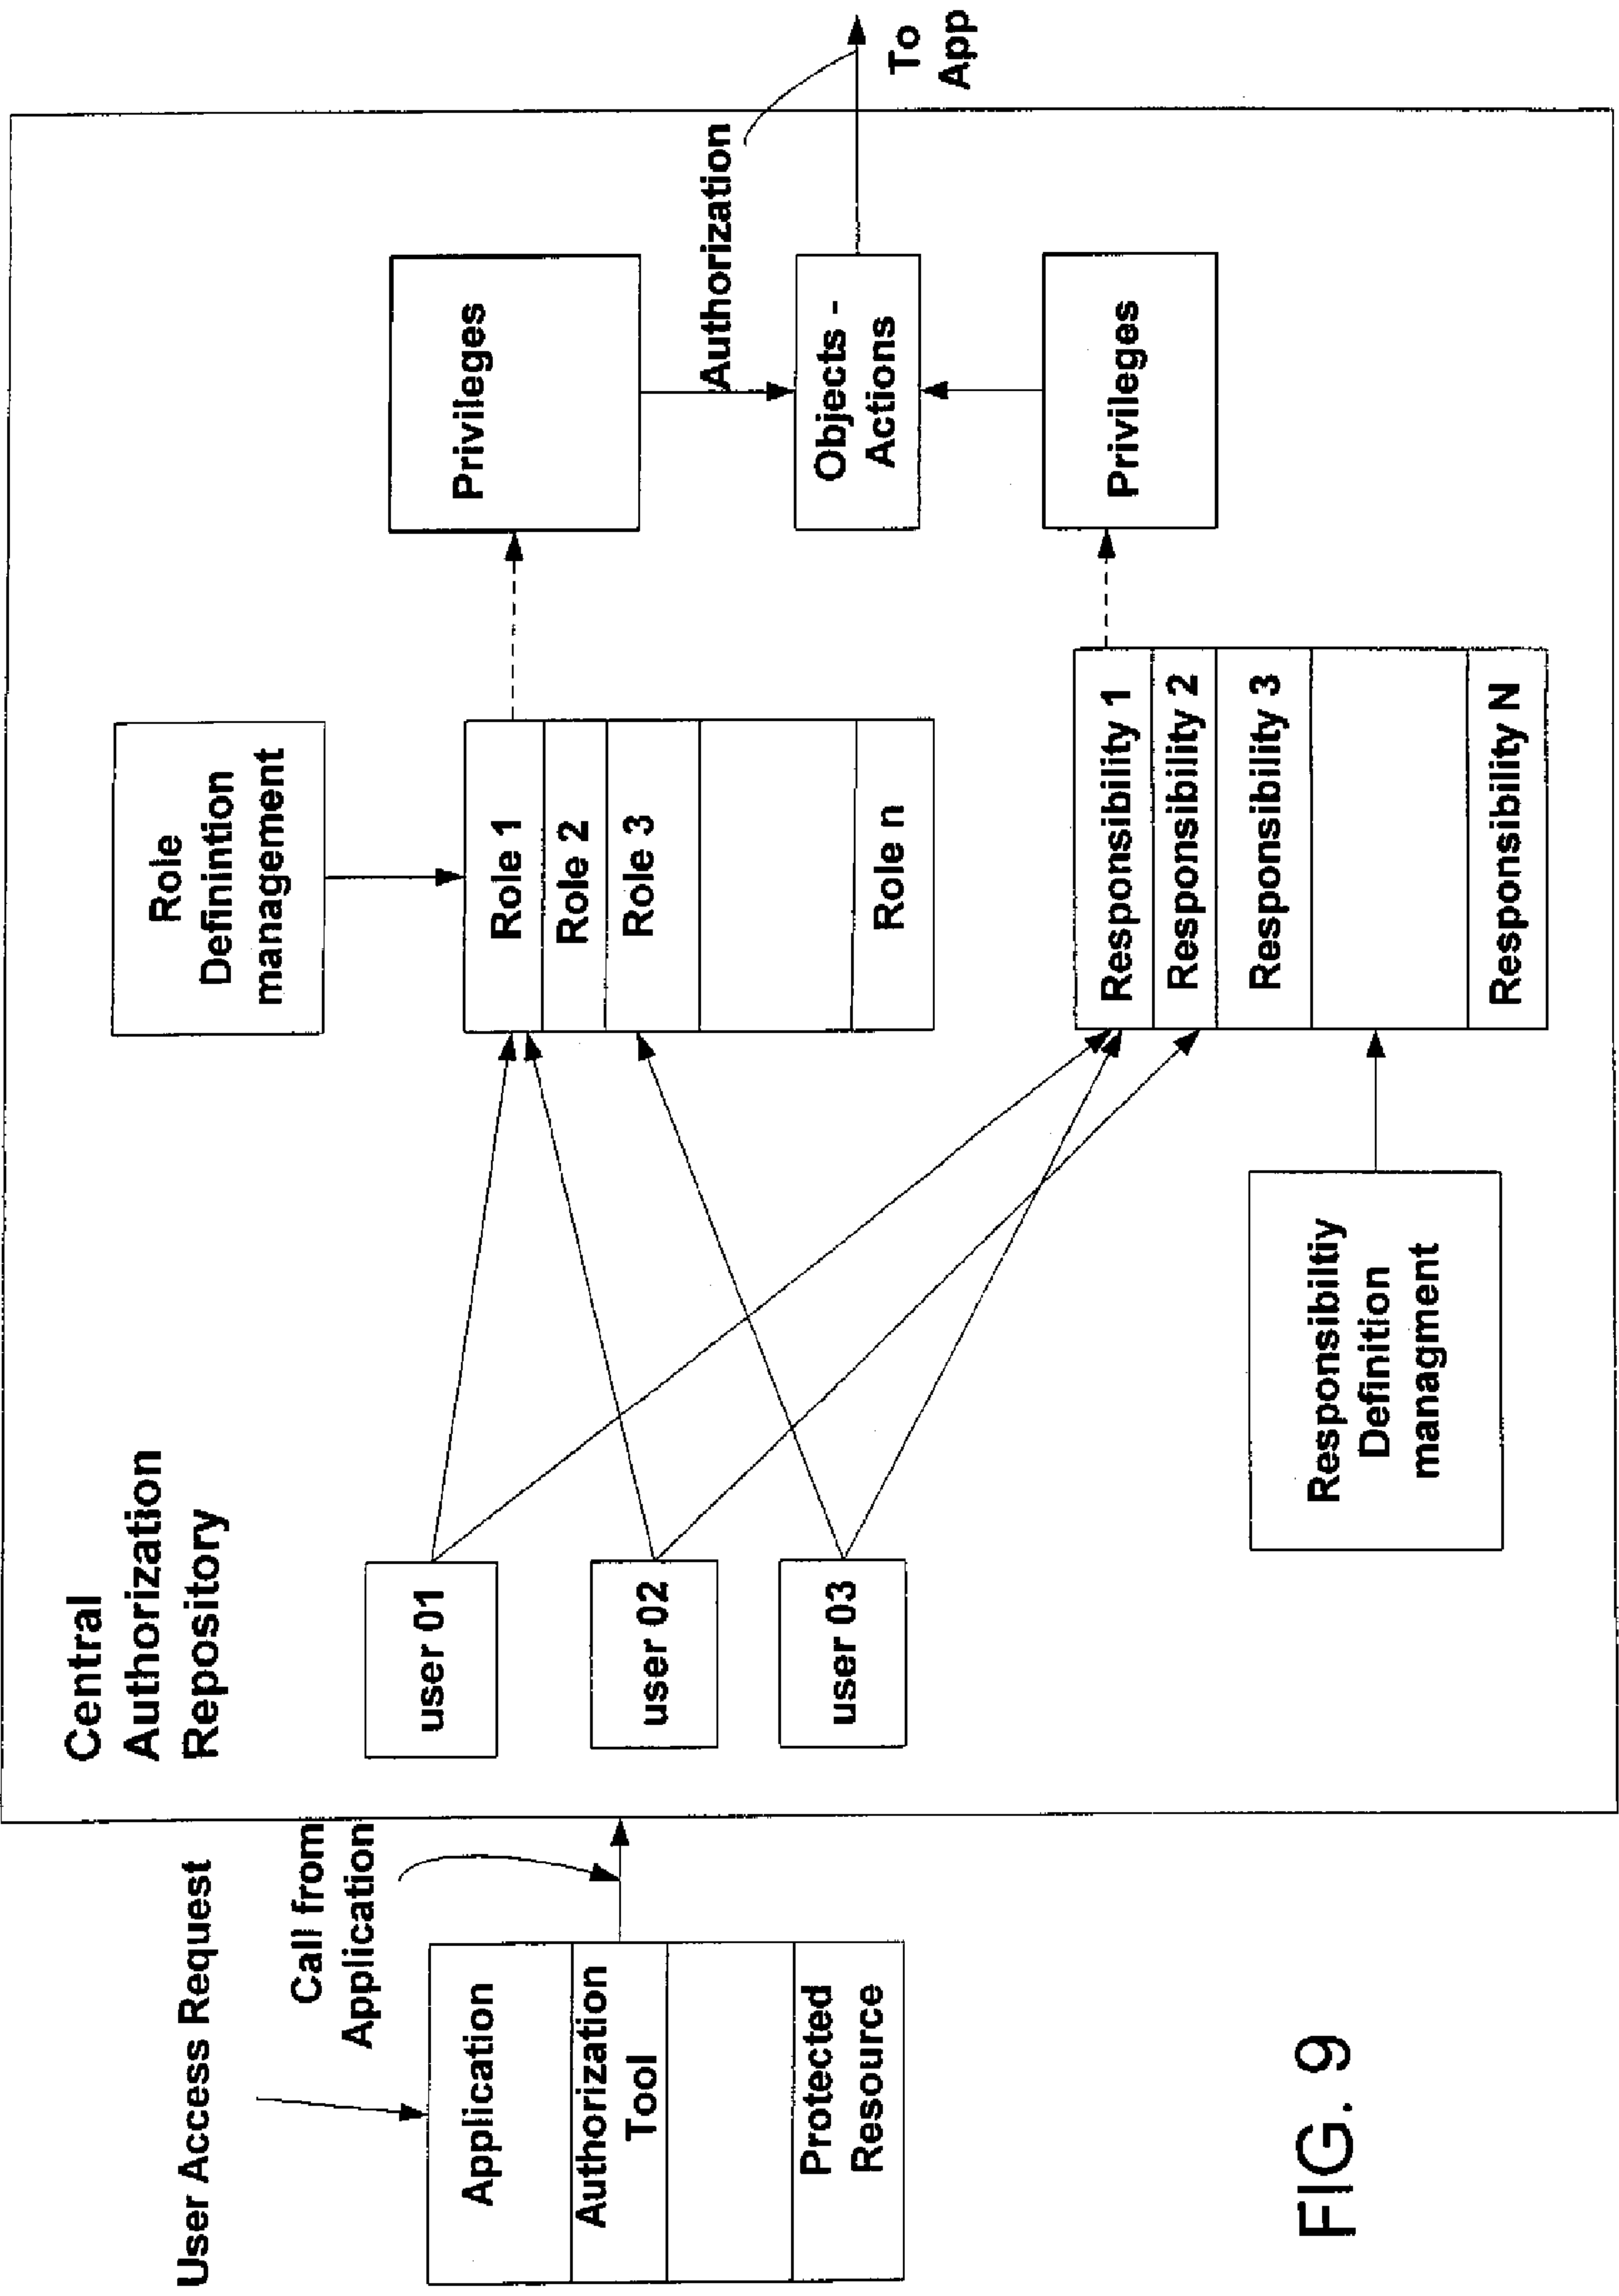 User Access Request
Call from
Application
Application
Authorization
Tool
Protected
Resource
Central
Authorization
Repository
user 01
user 02
user 03
Role
Definintion
management
Role 1
Role 2
Role 3
Role n
Responsibiltiy
Definition
managment
Responsibility 1
Responsibility 2
Responsibility 3
Responsibility N
Privileges
Authorization
Objects -
Actions
Privileges
To
App
FIG. 9